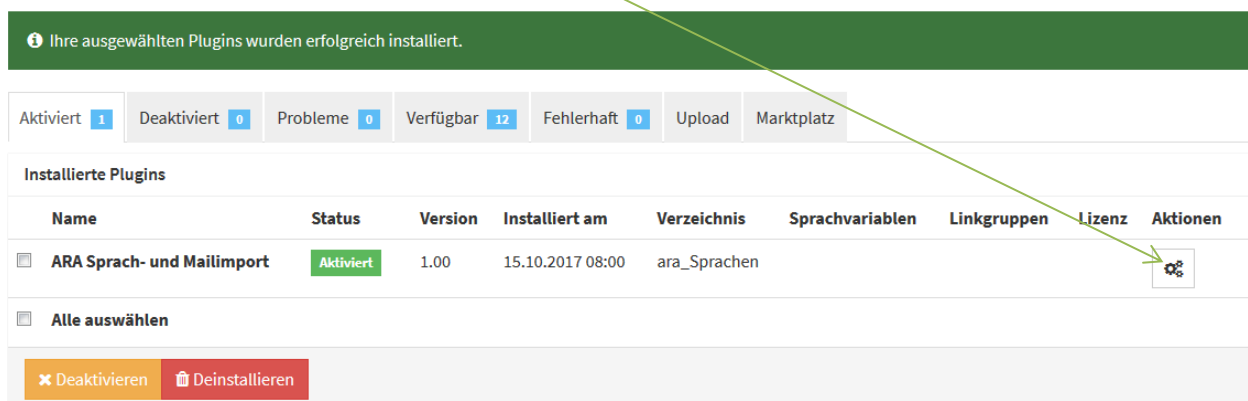 Ihre ausgewählten Plugins wurden erfolgreich installiert.
Aktiviert 1 Deaktiviert 0 Probleme 0 Verfügbar 12 Fehlerhaft 0 Upload Marktplatz
Installierte Plugins
Name Status Version Installiert am Verzeichnis Sprachvariablen Linkgruppen Lizenz Aktionen
ARA Sprach- und Mailimport Aktiviert 1.00 15.10.2017 08:00 ara_Sprachen
Alle auswählen
Deaktivieren Deinstallieren